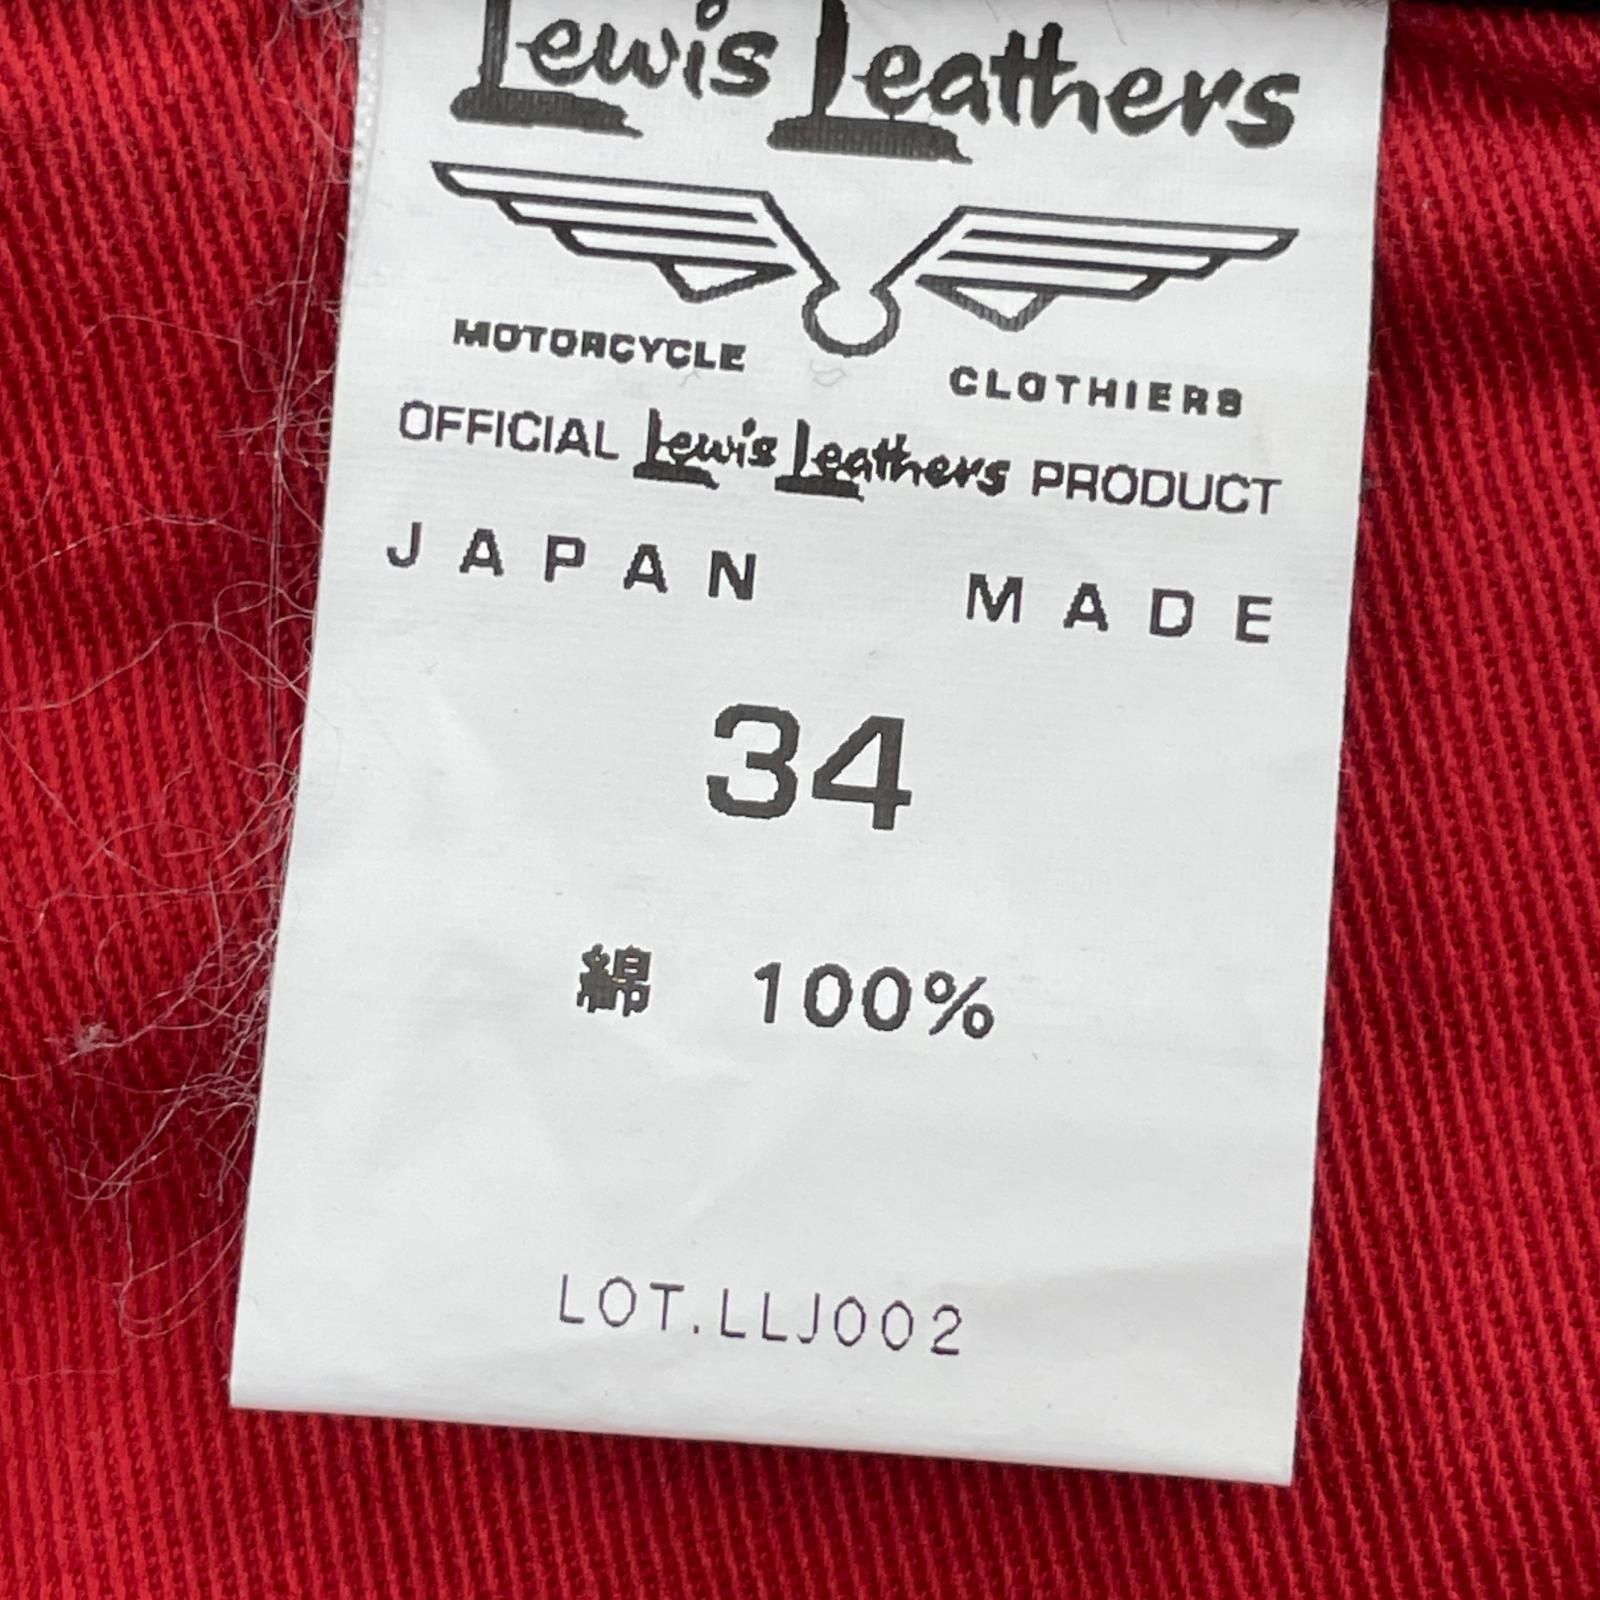 Lewis Leathers
MOTORCYCLE CLOTHIERS
OFFICIAL Lewis Leathers PRODUCT
JAPAN MADE
34
綿 100%
LOT.LLJ002